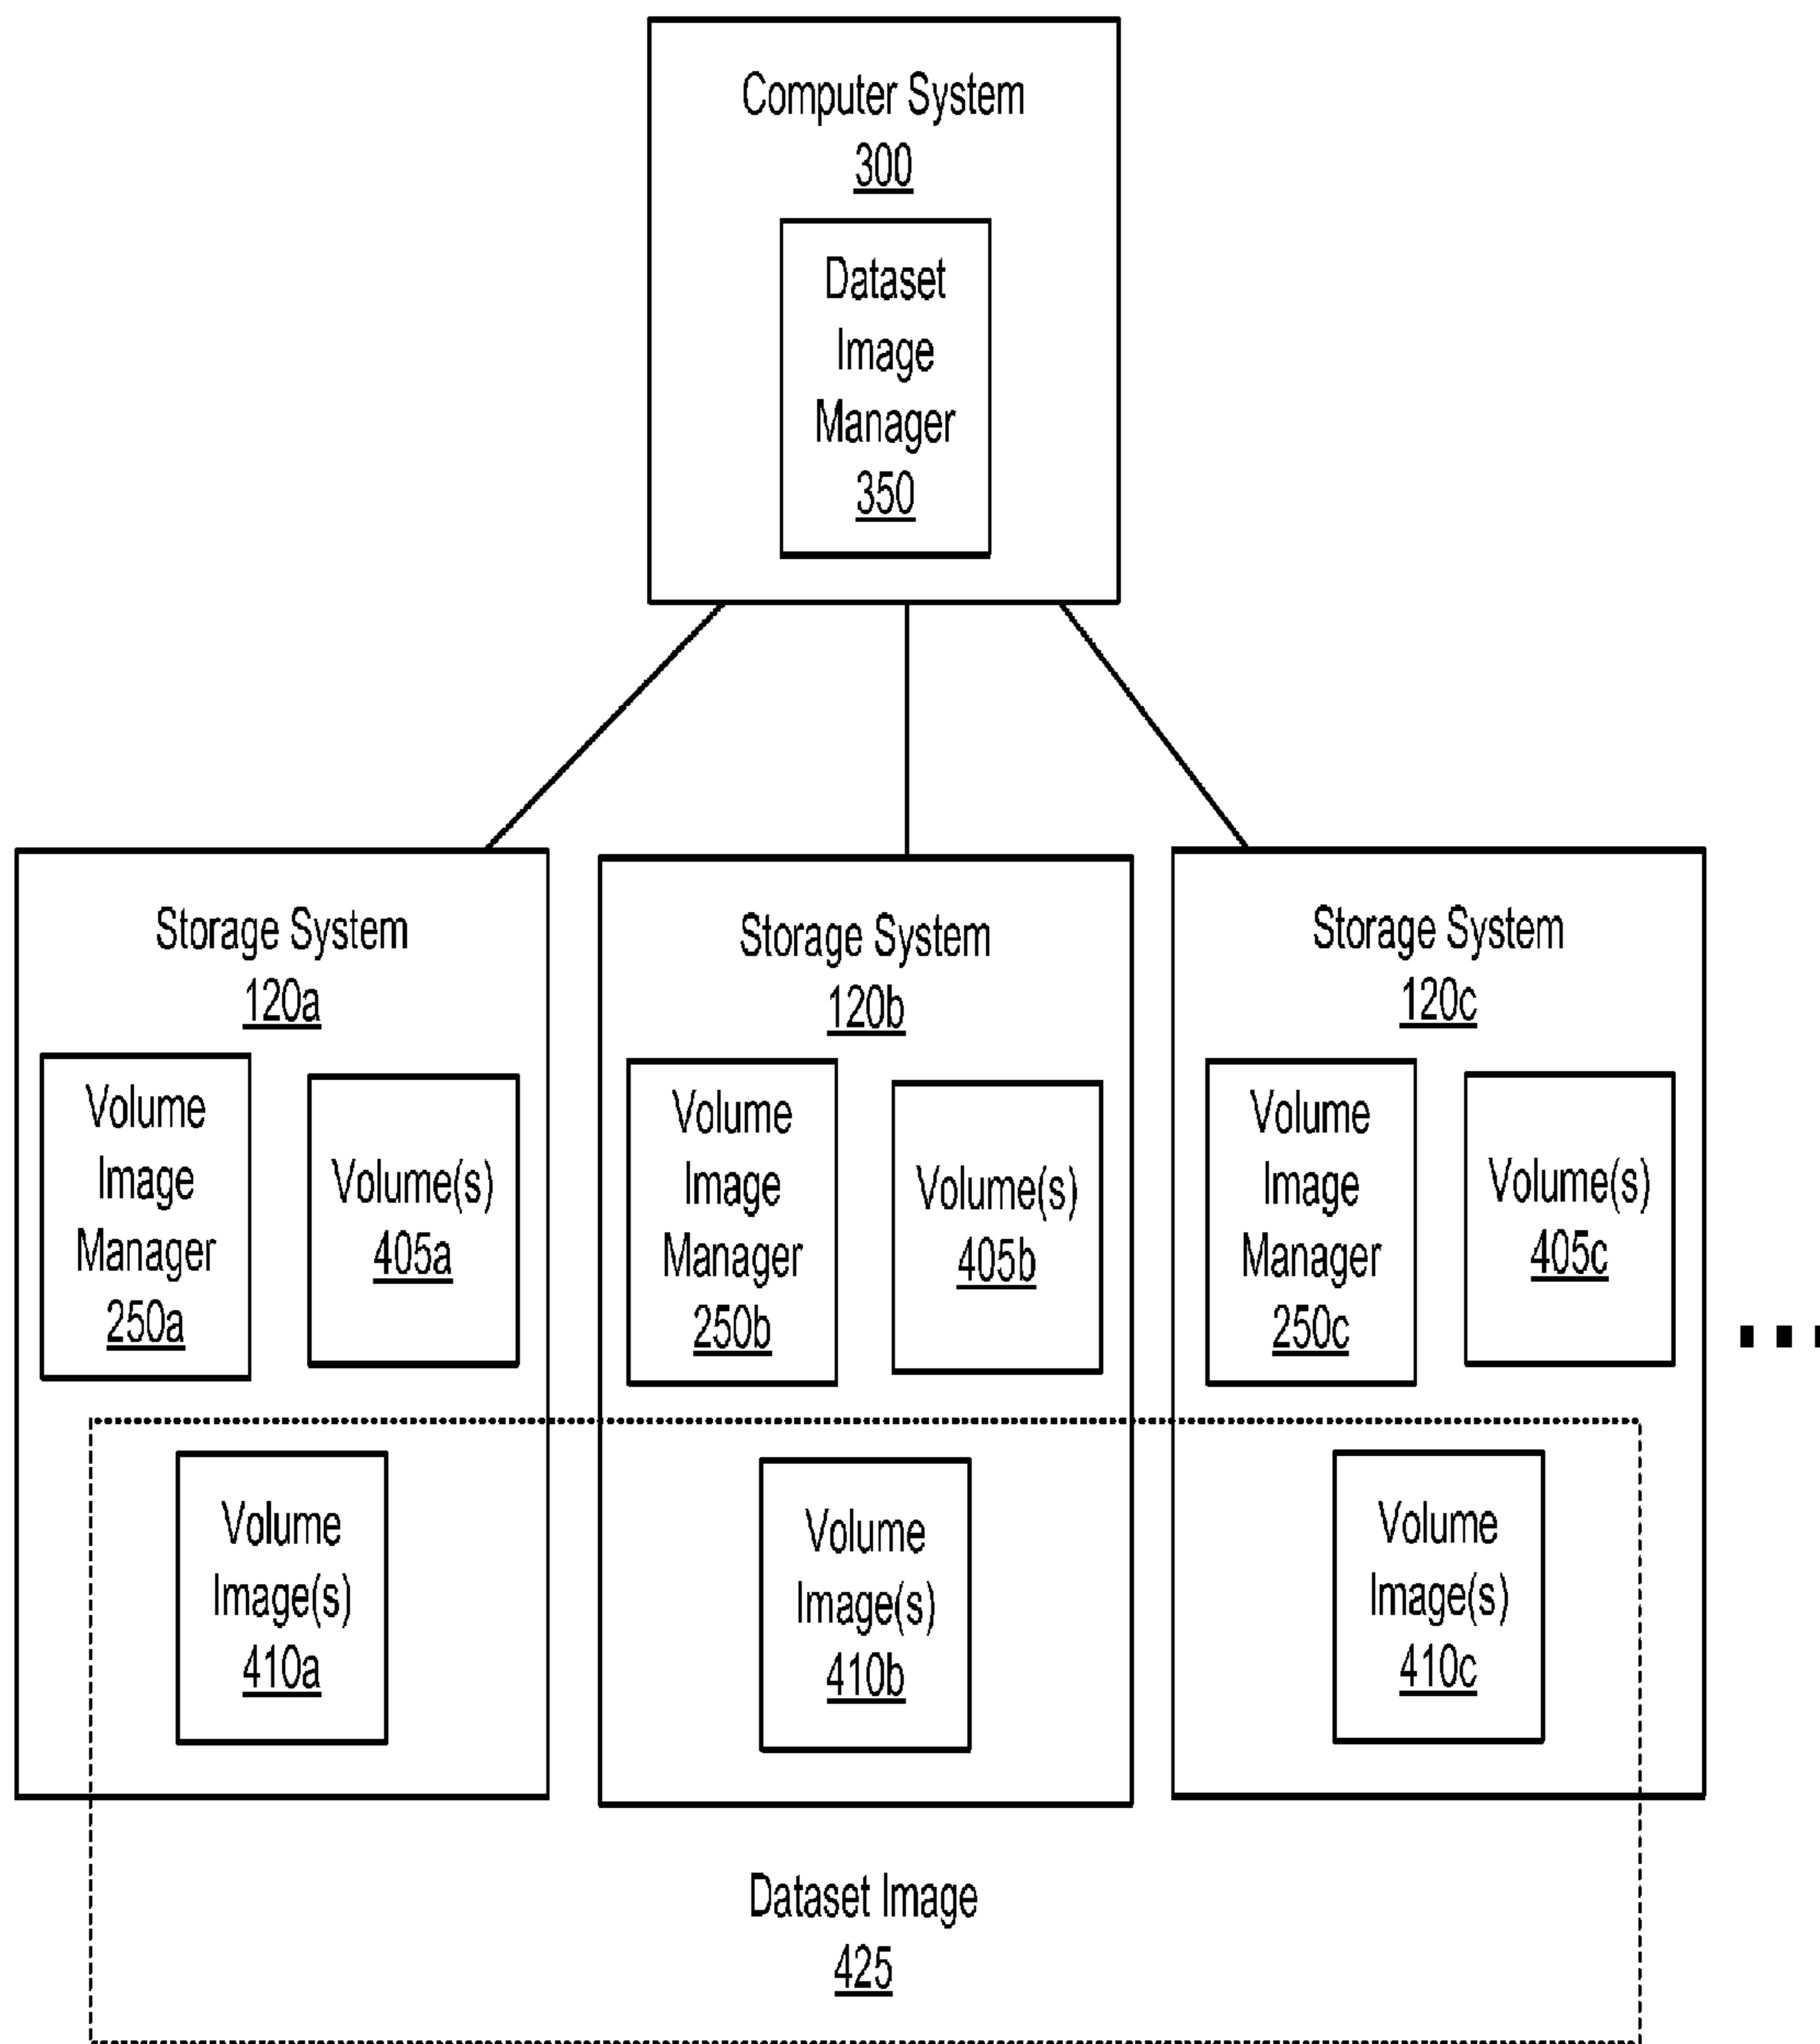 Computer System
300
Dataset
Image
Manager
350
Storage System
120a
Volume
Image
Manager
250a
Volume(s)
405a
Volume
Image(s)
410a
Storage System
120b
Volume
Image
Manager
250b
Volume(s)
405b
Volume
Image(s)
410b
Storage System
120c
Volume
Image
Manager
250c
Volume(s)
405c
Volume
Image(s)
410c
...
Dataset Image
425